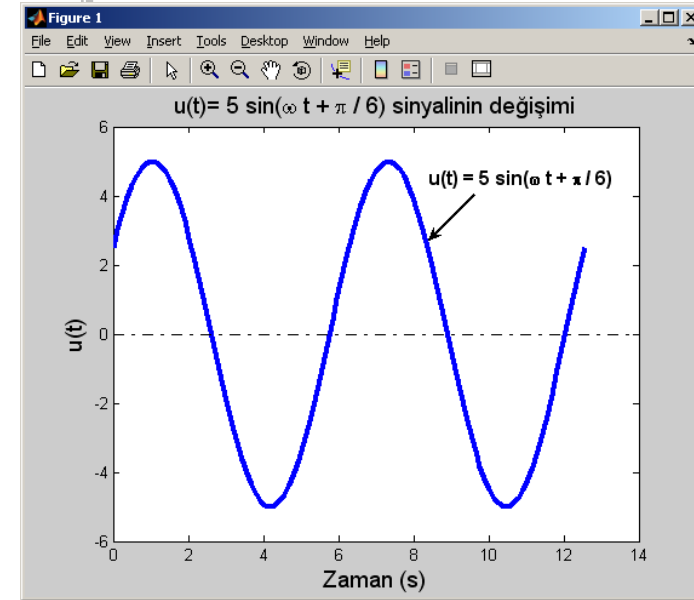 Figure 1
File Edit View Insert Tools Desktop Window Help
u(t)= 5 sin(ω t + π / 6) sinyalinin değişimi
u(t) = 5 sin(ω t + π / 6)
6
4
2
0
-2
-4
-6
u(t)
0 2 4 6 8 10 12 14
Zaman (s)